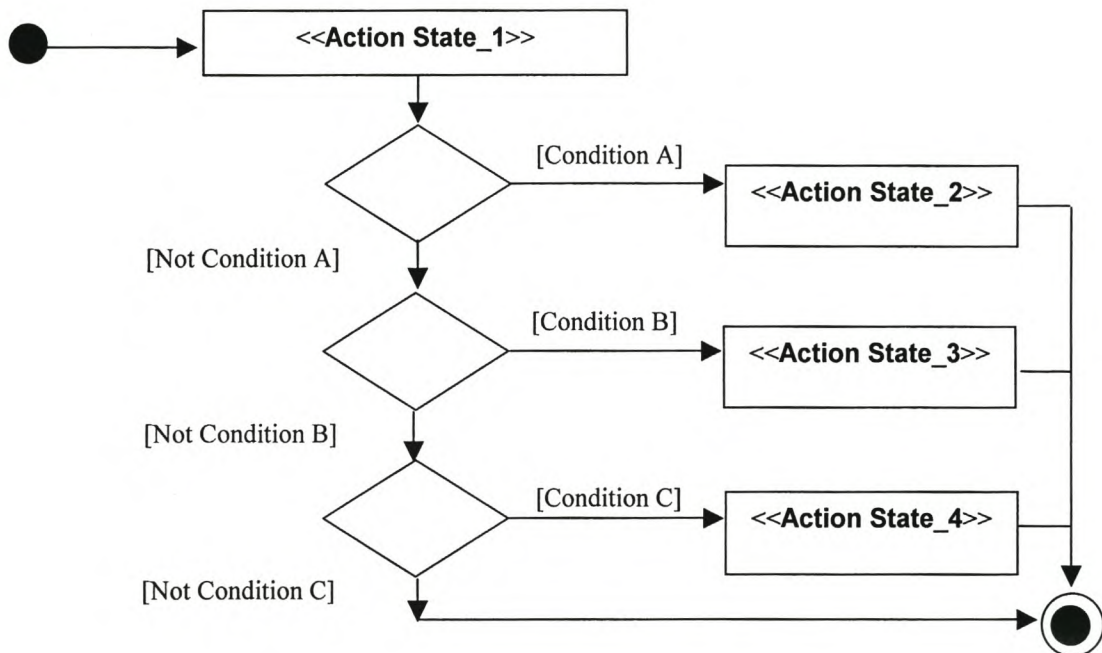 <<Action State_1>>
[Condition A]
<<Action State_2>>
[Not Condition A]
[Condition B]
<<Action State_3>>
[Not Condition B]
[Condition C]
<<Action State_4>>
[Not Condition C]